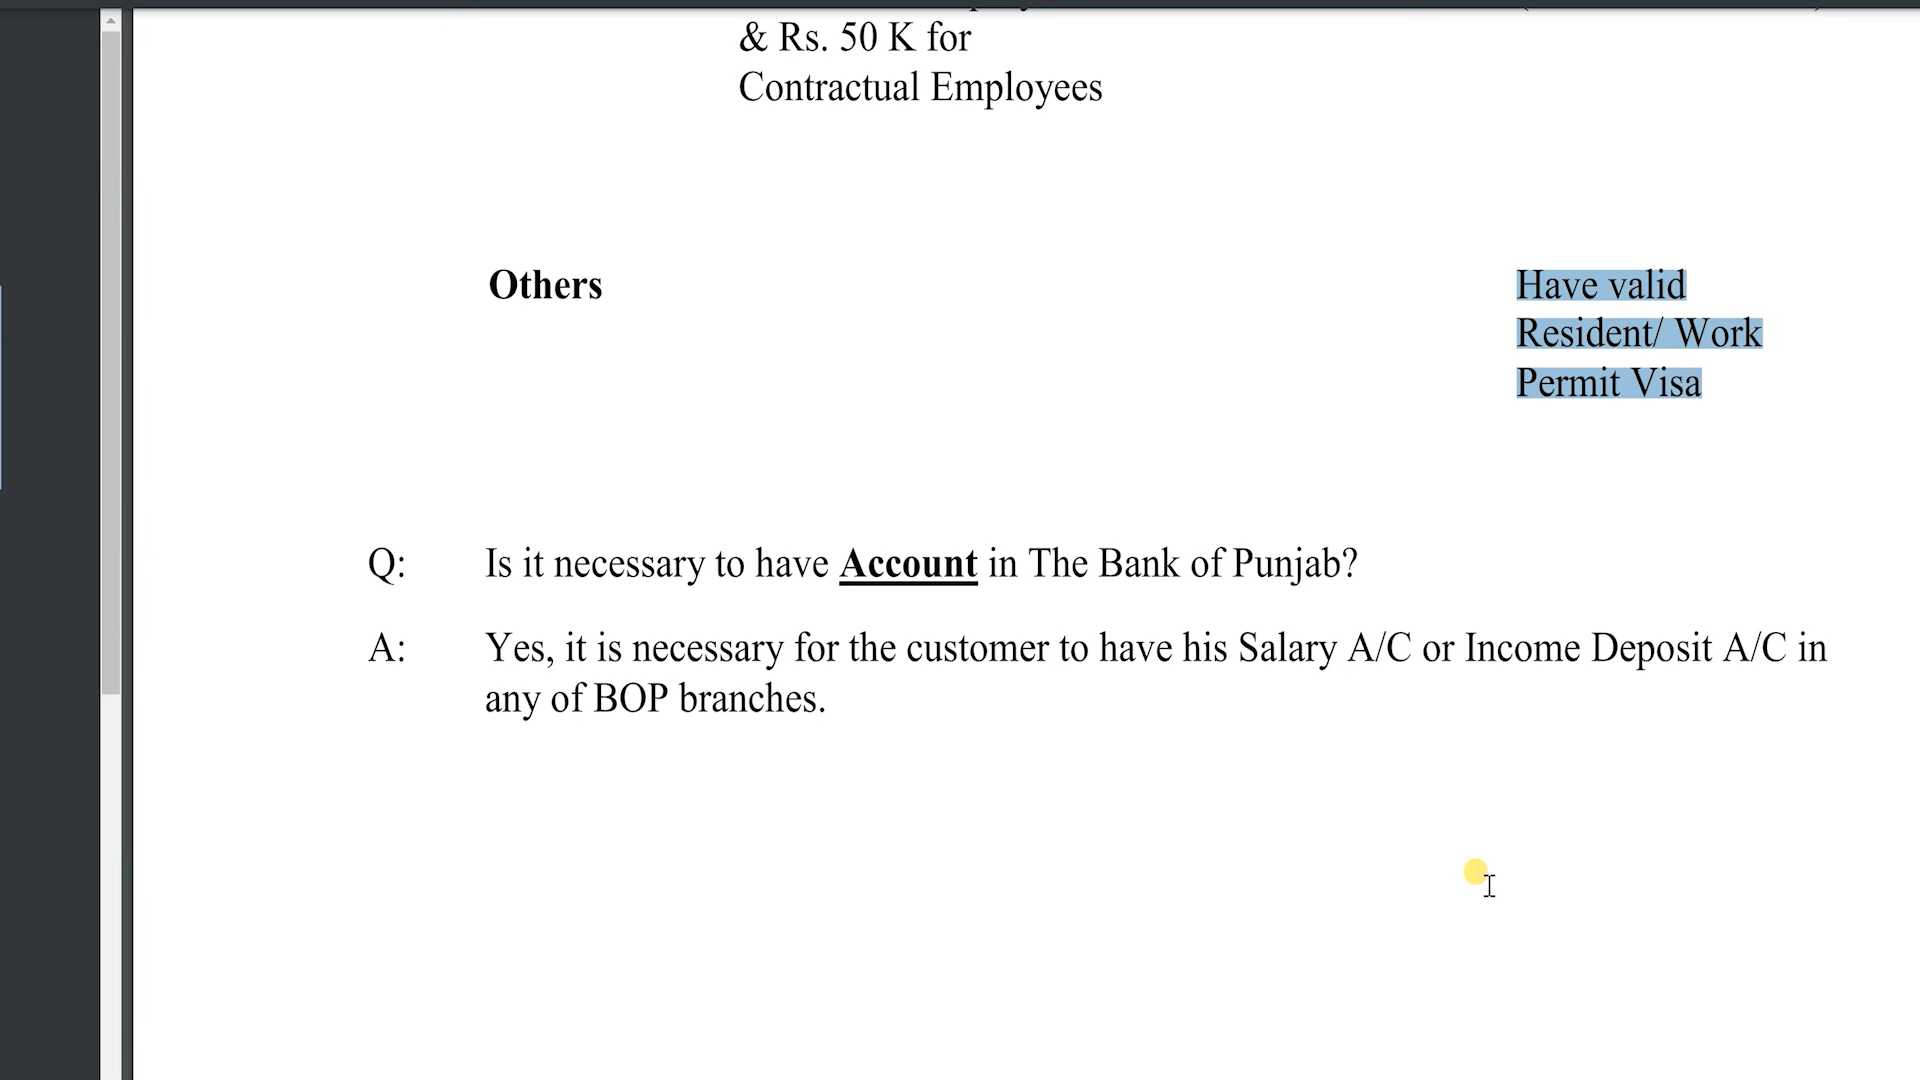 & Rs. 50 K for
Contractual Employees
Others
Have valid
Resident/ Work
Permit Visa
Q: Is it necessary to have Account in The Bank of Punjab?
A: Yes, it is necessary for the customer to have his Salary A/C or Income Deposit A/C in
any of BOP branches.